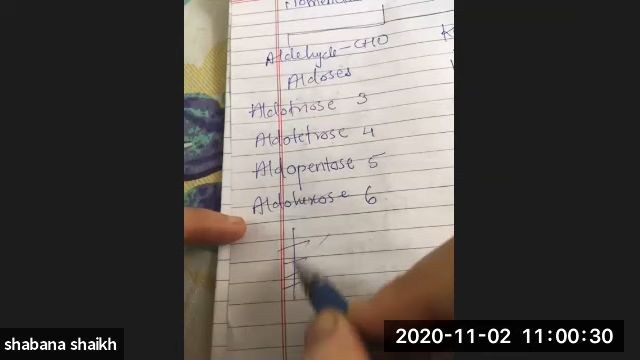 Nomencl
Aldehyde-CHO
K
Aldoses
Aldotriose 3
Aldotetrose 4
Aldopentose 5
Aldohexose 6
shabana shaikh
2020-11-02 11:00:30